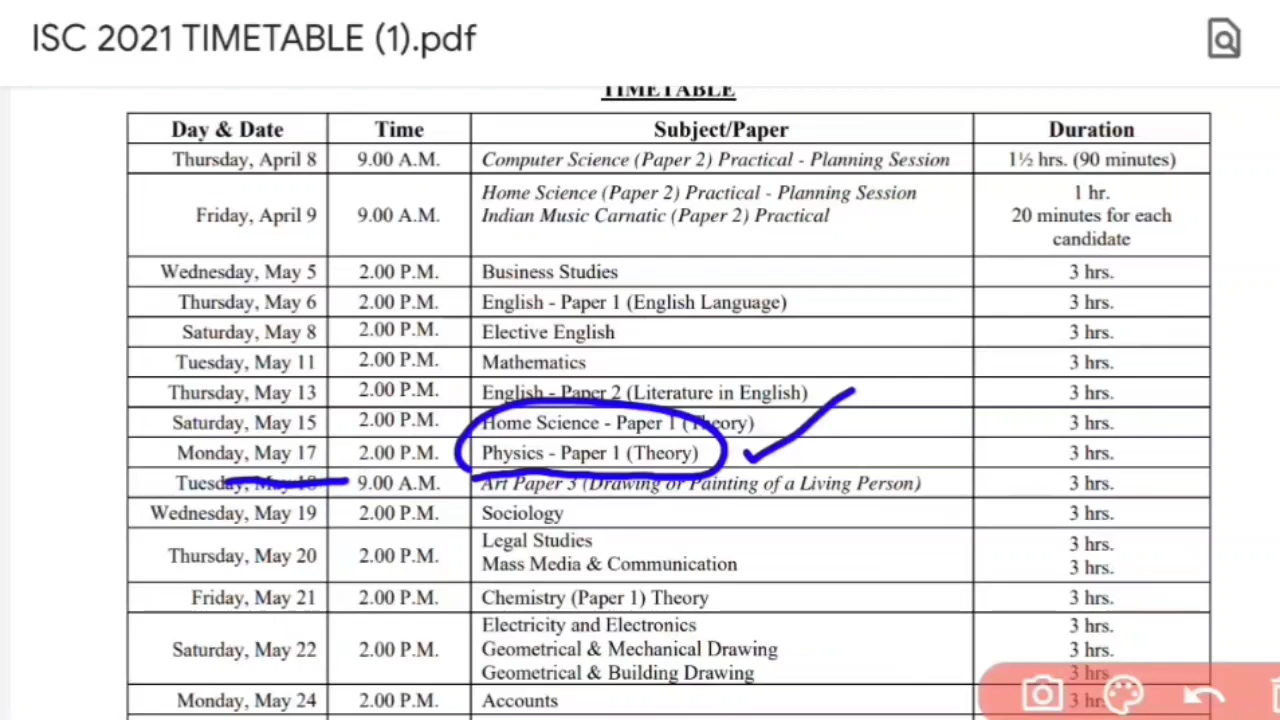 ISC 2021 TIMETABLE (1).pdf
TIMETABLE
Day & Date Time Subject/Paper Duration
Thursday, April 8 9.00 A.M. Computer Science (Paper 2) Practical - Planning Session 1½ hrs. (90 minutes)
Home Science (Paper 2) Practical - Planning Session 1 hr.
Friday, April 9 9.00 A.M. Indian Music Carnatic (Paper 2) Practical 20 minutes for each
candidate
Wednesday, May 5 2.00 P.M. Business Studies 3 hrs.
Thursday, May 6 2.00 P.M. English - Paper 1 (English Language) 3 hrs.
Saturday, May 8 2.00 P.M. Elective English 3 hrs.
Tuesday, May 11 2.00 P.M. Mathematics 3 hrs.
Thursday, May 13 2.00 P.M. English - Paper 2 (Literature in English) 3 hrs.
Saturday, May 15 2.00 P.M. Home Science - Paper 1 (Theory) 3 hrs.
Monday, May 17 2.00 P.M. Physics - Paper 1 (Theory) 3 hrs.
Tuesday, May 18 9.00 A.M. Art Paper 3 (Drawing or Painting of a Living Person) 3 hrs.
Wednesday, May 19 2.00 P.M. Sociology 3 hrs.
Legal Studies 3 hrs.
Thursday, May 20 2.00 P.M. Mass Media & Communication 3 hrs.
Friday, May 21 2.00 P.M. Chemistry (Paper 1) Theory 3 hrs.
Electricity and Electronics 3 hrs.
Saturday, May 22 2.00 P.M. Geometrical & Mechanical Drawing 3 hrs.
Geometrical & Building Drawing 3 hrs.
Monday, May 24 2.00 P.M. Accounts 3 hrs.